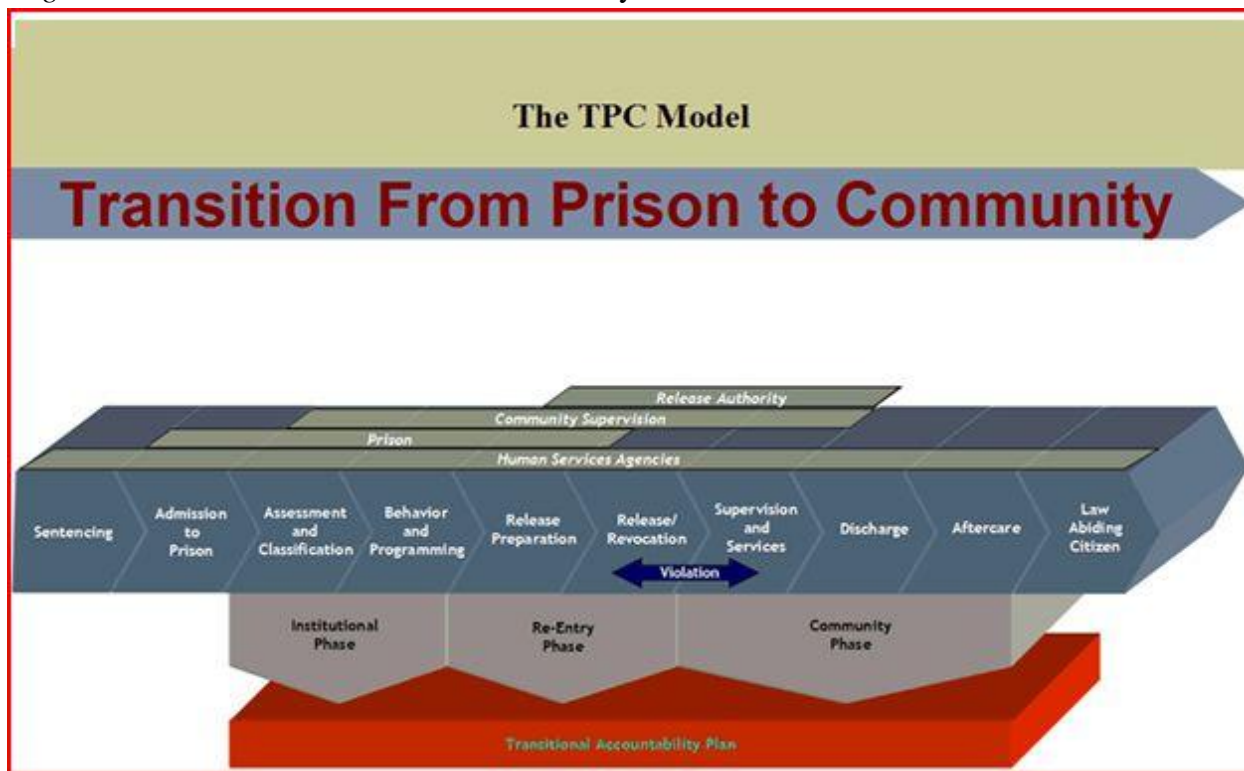 The TPC Model
Transition From Prison to Community
Release Authority
Community Supervision
Prison
Human Services Agencies
Sentencing
Admission
to
Prison
Assessment
and
Classification
Behavior
and
Programming
Release
Preparation
Release/
Revocation
Supervision
and
Services
Discharge
Aftercare
Law
Abiding
Citizen
Violation
Institutional
Phase
Re-Entry
Phase
Community
Phase
Transitional Accountability Plan